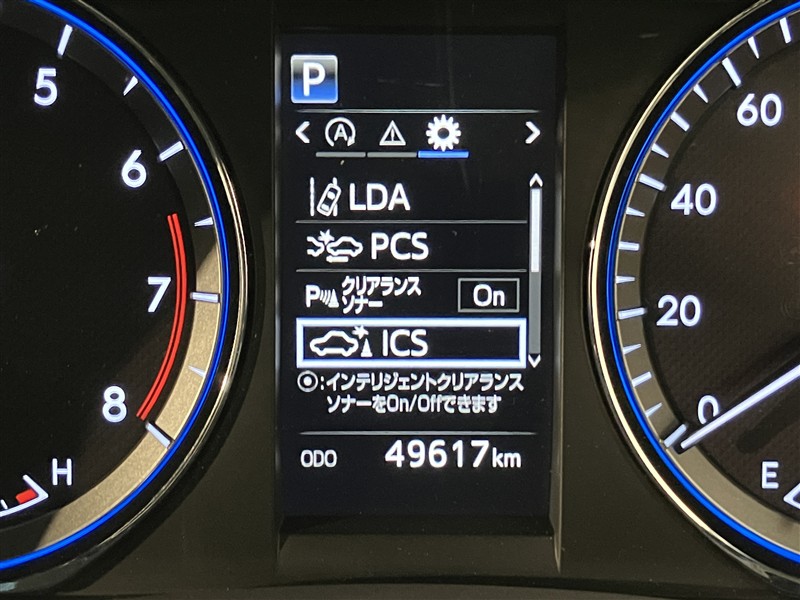 P
LDA
PCS
P クリアランス
ソナー
On
ICS
:インテリジェントクリアランス
ソナーをOn/Offできます
ODO 49617km
5
6
7
8
H
60
40
20
0
E